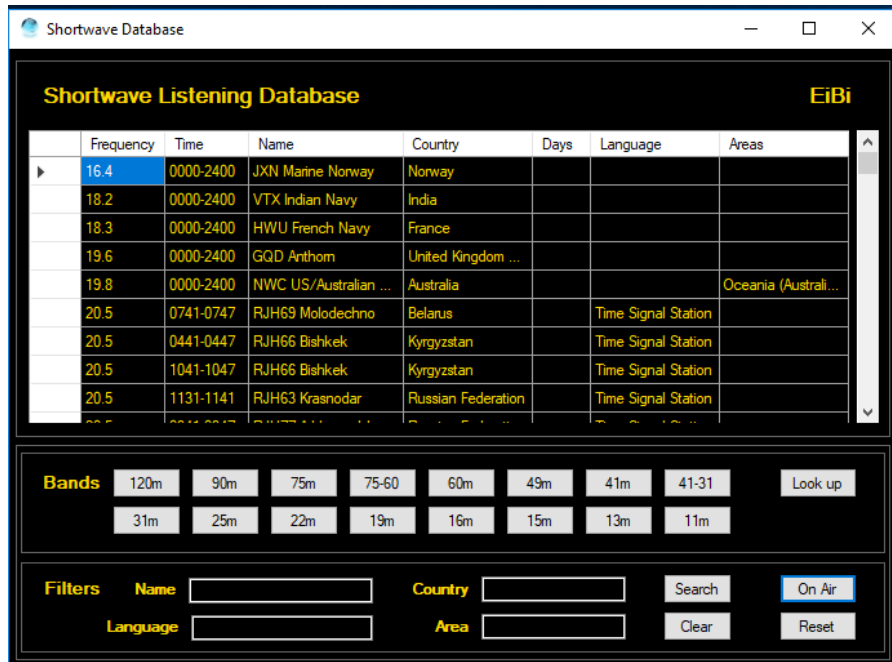 Shortwave Database
Shortwave Listening Database EiBi
Frequency Time Name Country Days Language Areas
16.4 0000-2400 JXN Marine Norway Norway
18.2 0000-2400 VTX Indian Navy India
18.3 0000-2400 HWU French Navy France
19.6 0000-2400 GQD Anthorn United Kingdom ...
19.8 0000-2400 NWC US/Australian ... Australia Oceania (Australi...
20.5 0741-0747 RJH69 Molodechno Belarus Time Signal Station
20.5 0441-0447 RJH66 Bishkek Kyrgyzstan Time Signal Station
20.5 1041-1047 RJH66 Bishkek Kyrgyzstan Time Signal Station
20.5 1131-1141 RJH63 Krasnodar Russian Federation Time Signal Station
Bands 120m 90m 75m 75-60 60m 49m 41m 41-31 Look up
31m 25m 22m 19m 16m 15m 13m 11m
Filters Name Country Search On Air
Language Area Clear Reset